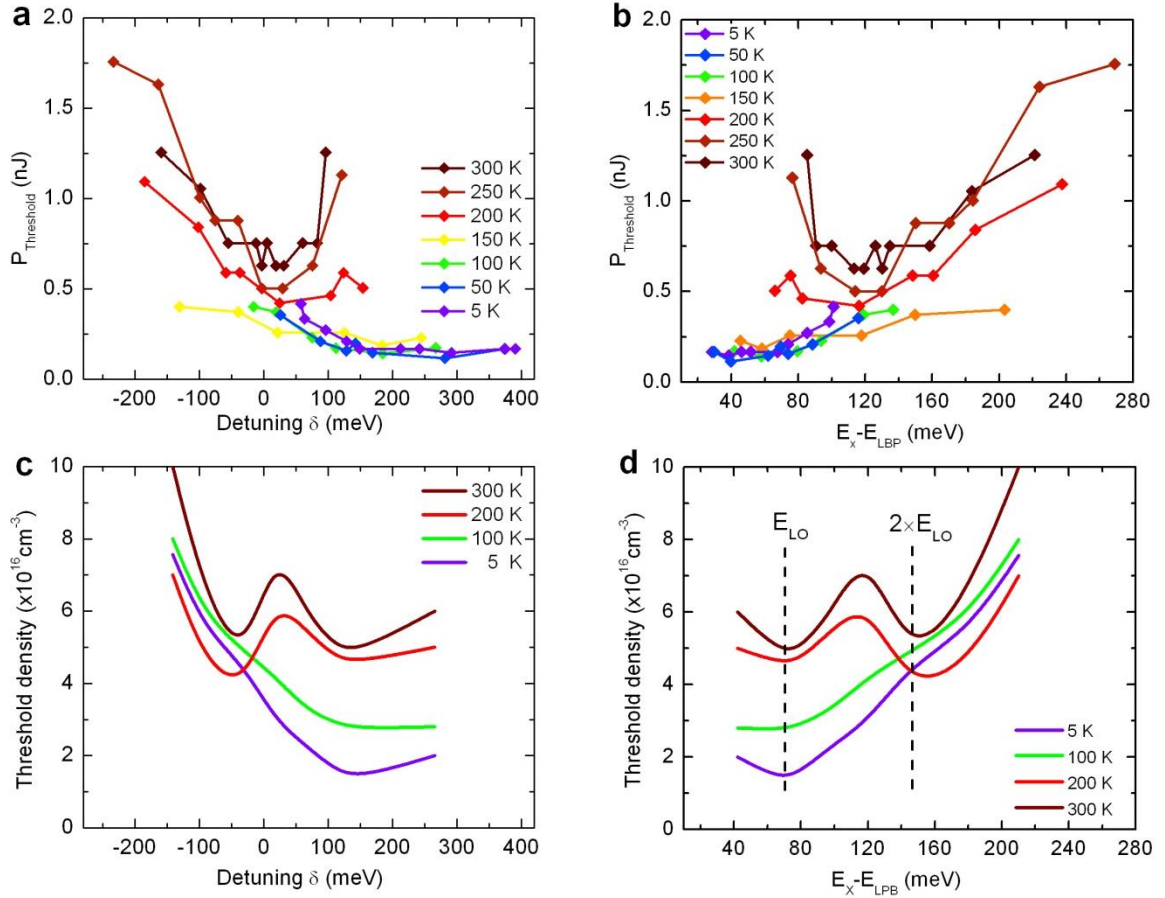 a
2.0
1.5
1.0
0.5
0.0
P_Threshold (nJ)
300 K
250 K
200 K
150 K
100 K
50 K
5 K
-200 -100 0 100 200 300 400
Detuning δ (meV)
b
2.0
1.5
1.0
0.5
0.0
P_Threshold (nJ)
5 K
50 K
100 K
150 K
200 K
250 K
300 K
40 80 120 160 200 240 280
E_x-E_LBP (meV)
c
10
8
6
4
2
0
Threshold density (x10^16 cm^-3)
300 K
200 K
100 K
5 K
-200 -100 0 100 200 300 400
Detuning δ (meV)
d
10
8
6
4
2
0
Threshold density (x10^16 cm^-3)
E_LO
2×E_LO
5 K
100 K
200 K
300 K
40 80 120 160 200 240 280
E_X-E_LPB (meV)